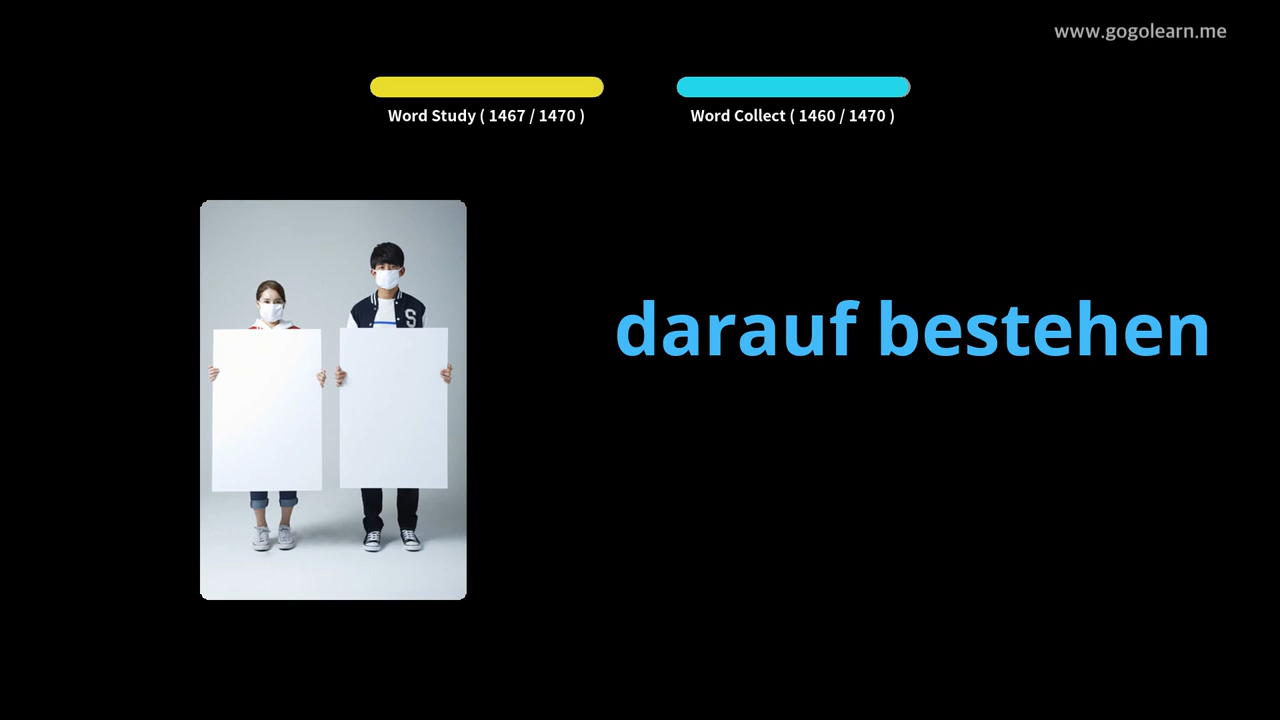 www.gogolearn.me
Word Study ( 1467 / 1470 )
Word Collect ( 1460 / 1470 )
S
darauf bestehen